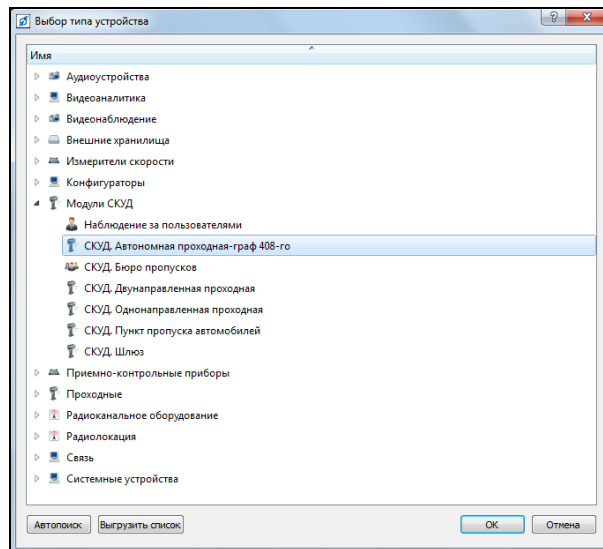 Выбор типа устройства
Имя
Аудиоустройства
Видеоаналитика
Видеонаблюдение
Внешние хранилища
Измерители скорости
Конфигураторы
Модули СКУД
Наблюдение за пользователями
СКУД. Автономная проходная-граф 408-го
СКУД. Бюро пропусков
СКУД. Двунаправленная проходная
СКУД. Однонаправленная проходная
СКУД. Пункт пропуска автомобилей
СКУД. Шлюз
Приемно-контрольные приборы
Проходные
Радиоканальное оборудование
Радиолокация
Связь
Системные устройства
Автопоиск Выгрузить список OK Отмена